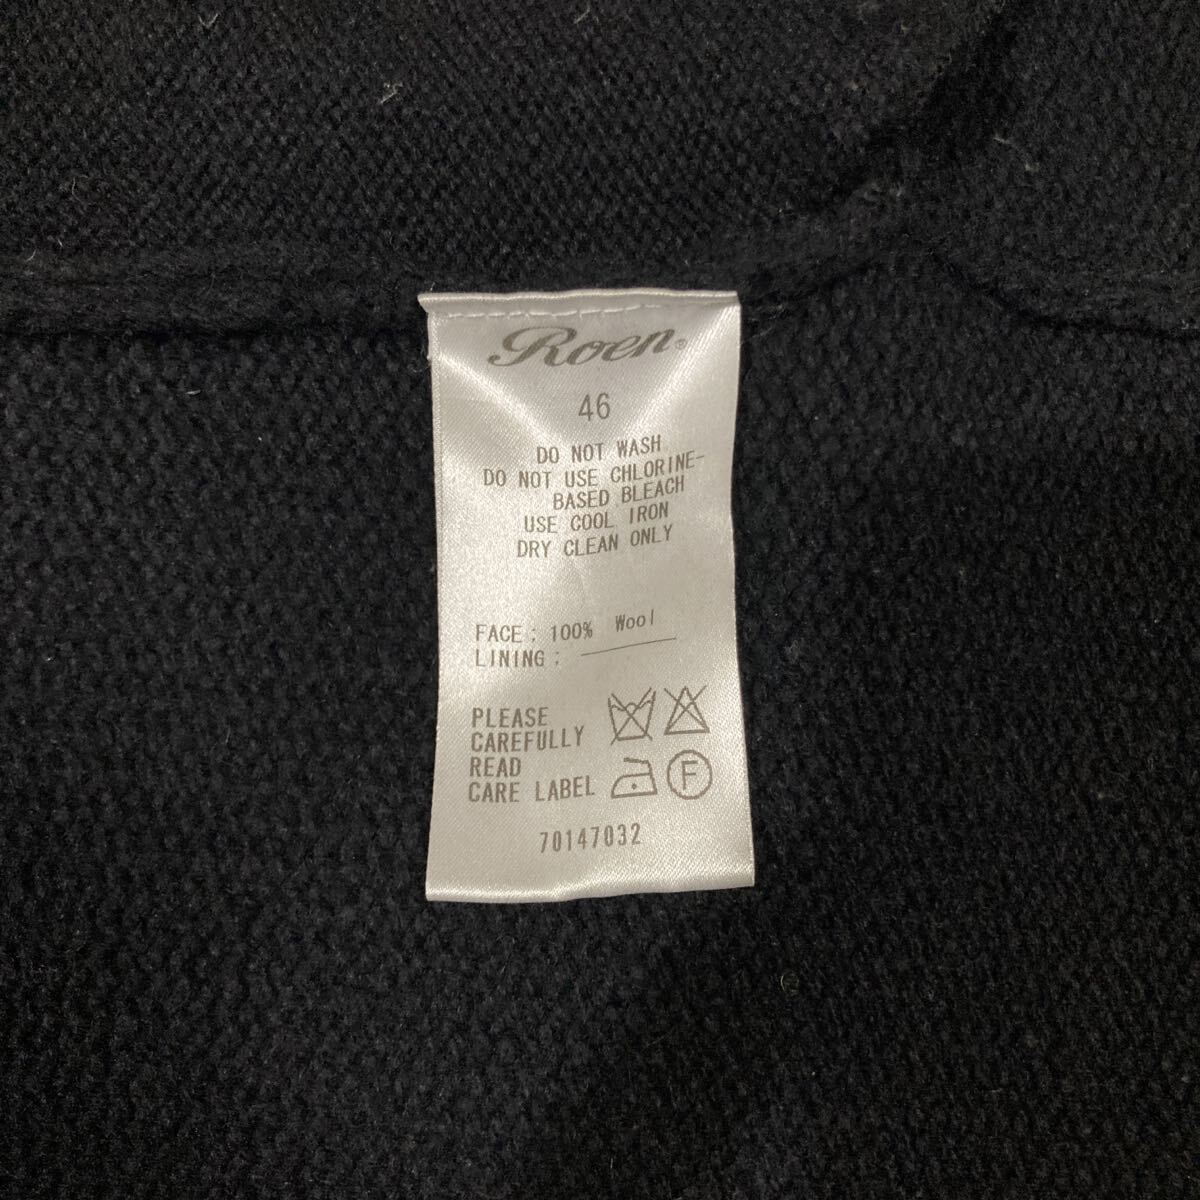 Roen®
46
DO NOT WASH
DO NOT USE CHLORINE-
BASED BLEACH
USE COOL IRON
DRY CLEAN ONLY
FACE : 100% Wool
LINING :
PLEASE
CAREFULLY
READ
CARE LABEL
F
70147032